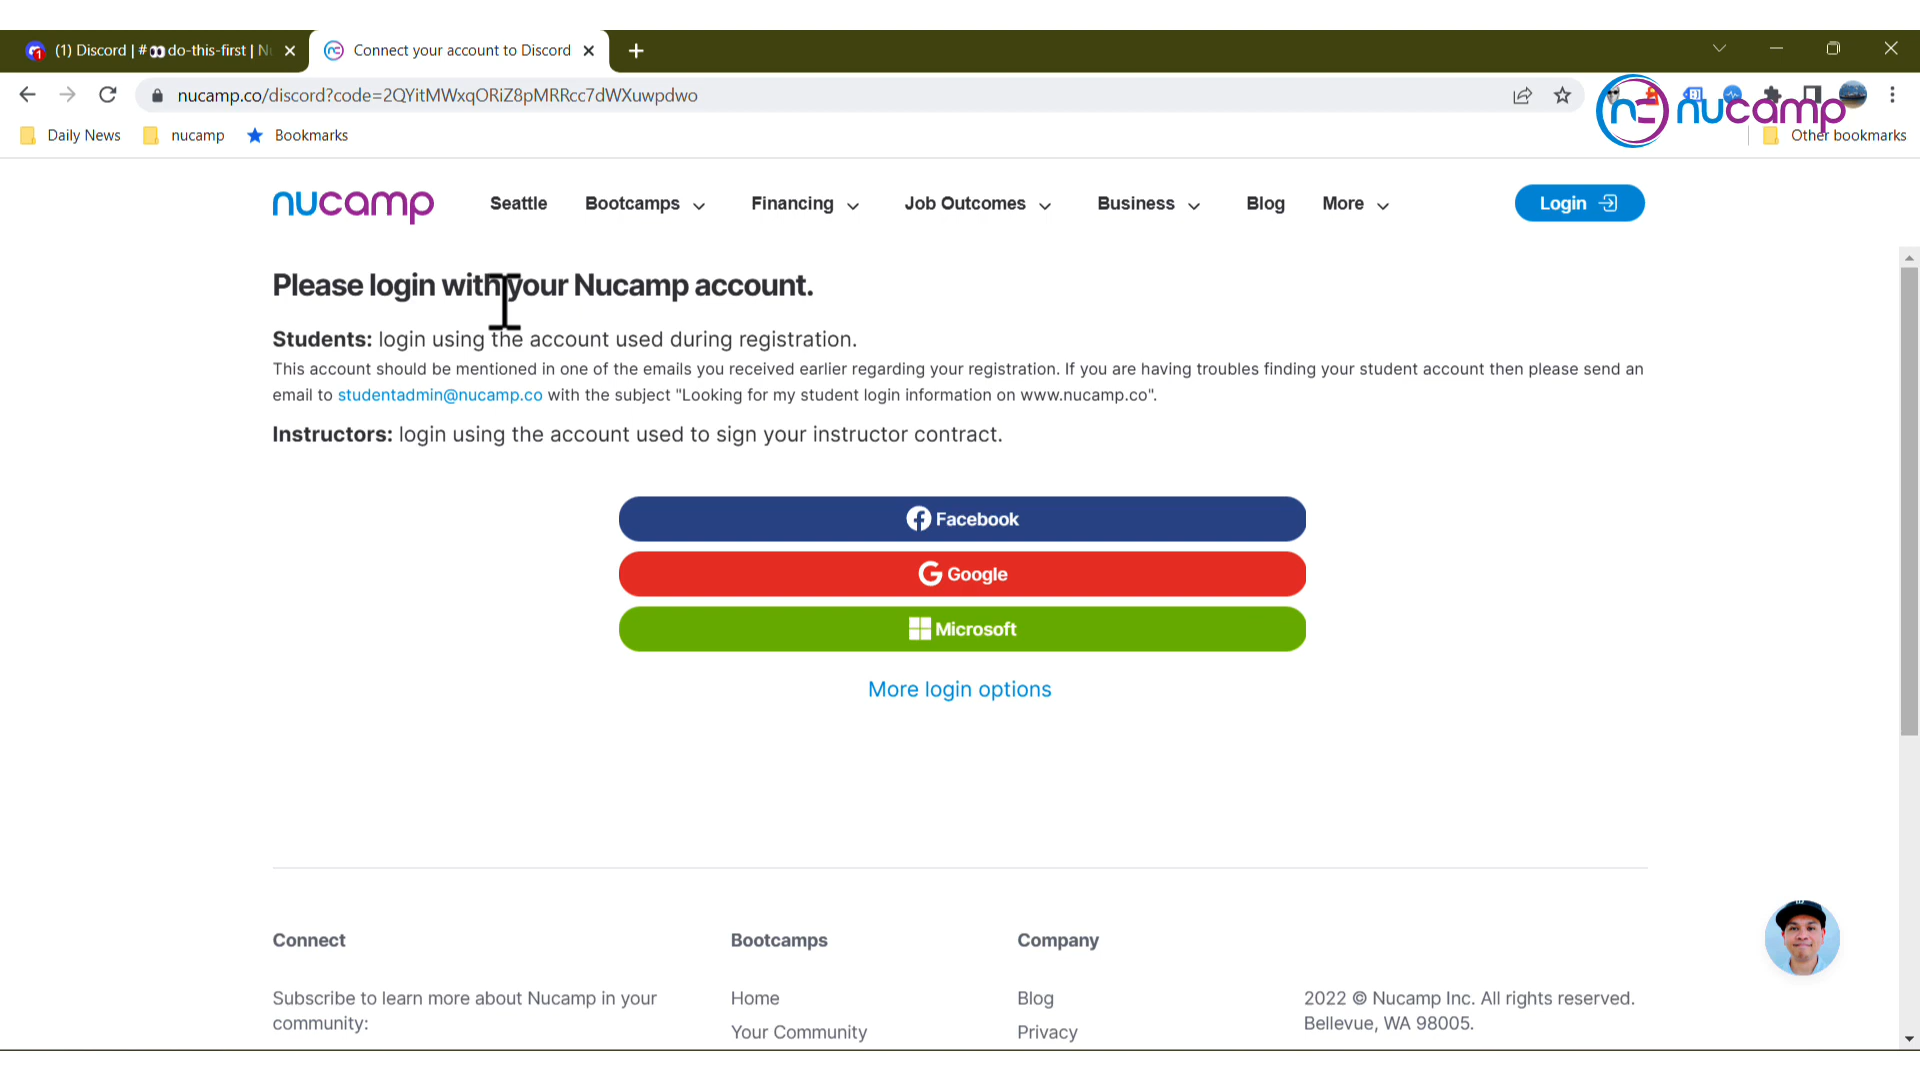 (1) Discord | #👀do-this-first | N
Connect your account to Discord
nucamp.co/discord?code=2QYitMWxqORiZ8pMRRcc7dWXuwpdwo
nucamp
Daily News
nucamp
Bookmarks
Other bookmarks
nucamp
Seattle
Bootcamps
Financing
Job Outcomes
Business
Blog
More
Login
Please login with your Nucamp account.
Students: login using the account used during registration.
This account should be mentioned in one of the emails you received earlier regarding your registration. If you are having troubles finding your student account then please send an
email to studentadmin@nucamp.co with the subject "Looking for my student login information on www.nucamp.co".
Instructors: login using the account used to sign your instructor contract.
Facebook
Google
Microsoft
More login options
Connect
Bootcamps
Company
Subscribe to learn more about Nucamp in your
community:
Home
Your Community
Blog
Privacy
2022 © Nucamp Inc. All rights reserved.
Bellevue, WA 98005.